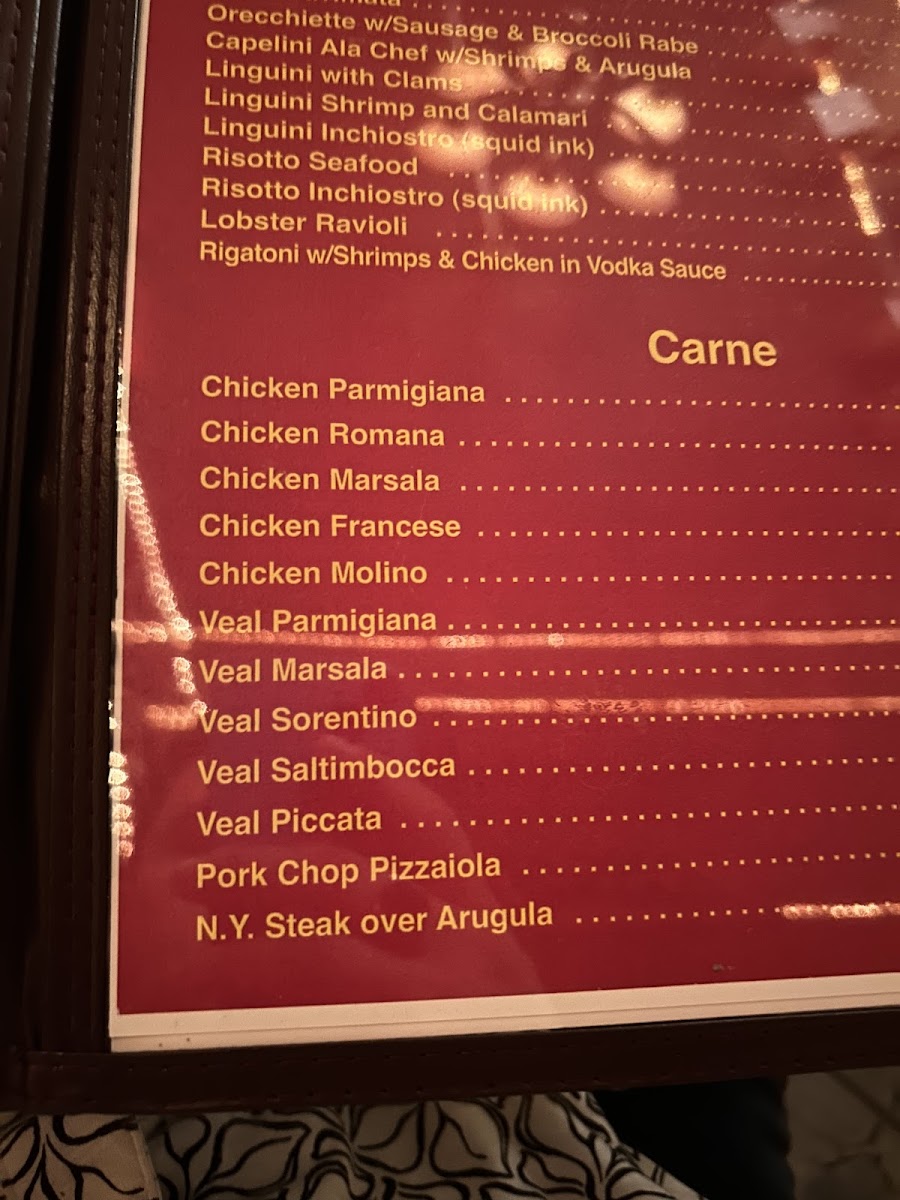 Orecchiette w/Sausage & Broccoli Rabe
Capelini Ala Chef w/Shrimps & Arugula
Linguini with Clams
Linguini Shrimp and Calamari
Linguini Inchiostro (squid ink)
Risotto Seafood
Risotto Inchiostro (squid ink)
Lobster Ravioli
Rigatoni w/Shrimps & Chicken in Vodka Sauce
Carne
Chicken Parmigiana
Chicken Romana
Chicken Marsala
Chicken Francese
Chicken Molino
Veal Parmigiana
Veal Marsala
Veal Sorentino
Veal Saltimbocca
Veal Piccata
Pork Chop Pizzaiola
N.Y. Steak over Arugula